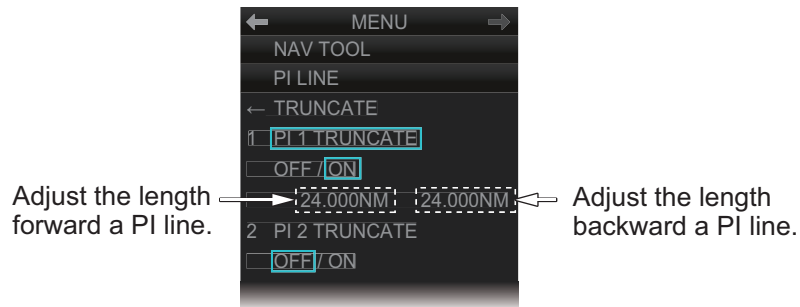 ← MENU →
NAV TOOL
PI LINE
← TRUNCATE
1 PI 1 TRUNCATE
OFF / ON
Adjust the length forward a PI line.
24.000NM 24.000NM
Adjust the length backward a PI line.
2 PI 2 TRUNCATE
OFF / ON